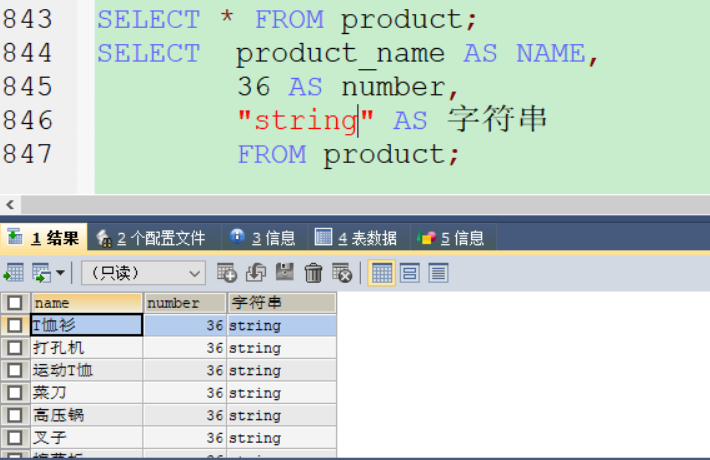 843 SELECT * FROM product;
844 SELECT product_name AS NAME,
845 36 AS number,
846 "string" AS 字符串
847 FROM product;
1 结果 2 个配置文件 3 信息 4 表数据 5 信息
(只读)
name number 字符串
T恤衫 36 string
打孔机 36 string
运动T恤 36 string
菜刀 36 string
高压锅 36 string
叉子 36 string
36 string